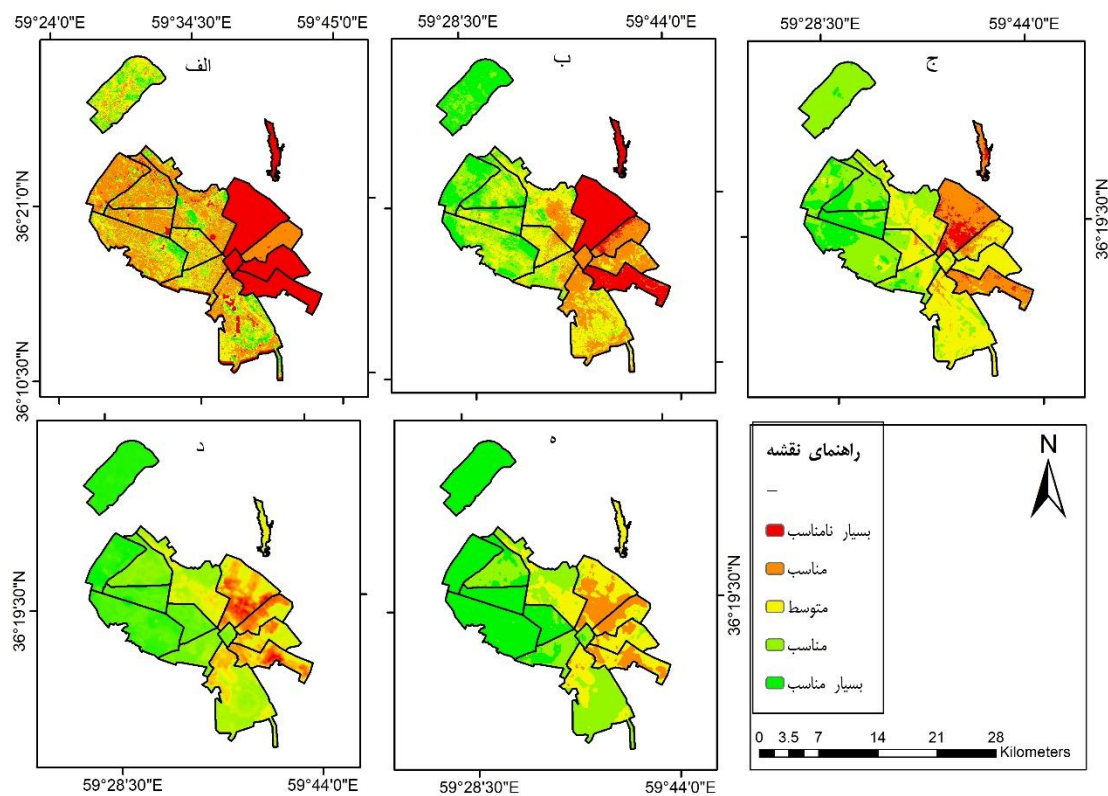 59°24'0"E 59°34'30"E 59°45'0"E
59°28'30"E 59°44'0"E
59°28'30"E 59°44'0"E
الف
ب
ج
36°21'0"N
36°10'30"N
36°19'30"N
د
ه
36°19'30"N
36°19'30"N
59°28'30"E 59°44'0"E
59°28'30"E 59°44'0"E
راهنمای نقشه
بسیار نامناسب
مناسب
متوسط
مناسب
بسیار مناسب
N
0 3.5 7 14 21 28
Kilometers